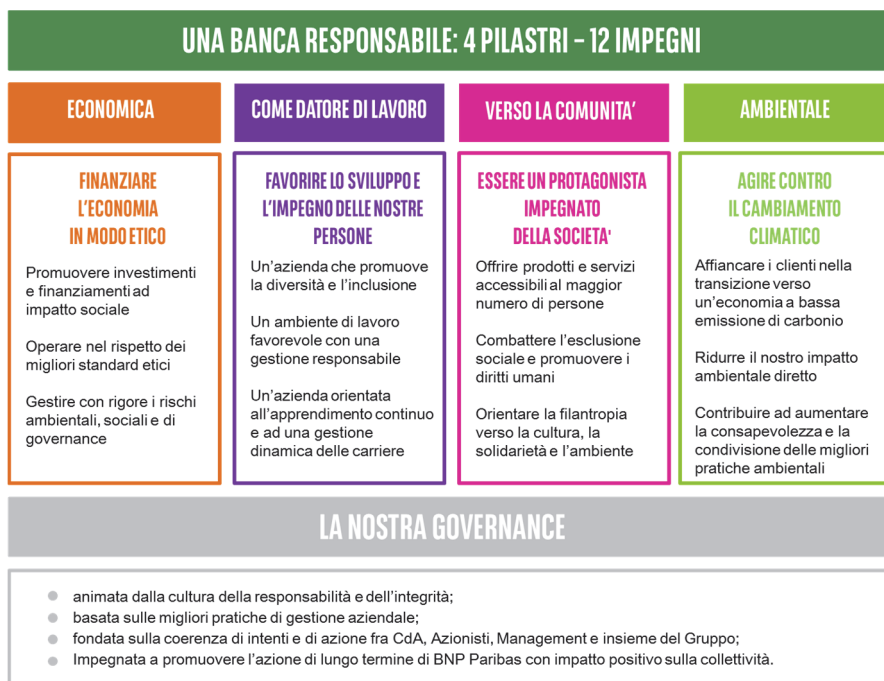 UNA BANCA RESPONSABILE: 4 PILASTRI – 12 IMPEGNI
ECONOMICA
FINANZIARE
L'ECONOMIA
IN MODO ETICO
Promuovere investimenti
e finanziamenti ad
impatto sociale
Operare nel rispetto dei
migliori standard etici
Gestire con rigore i rischi
ambientali, sociali e di
governance
COME DATORE DI LAVORO
FAVORIRE LO SVILUPPO E
L'IMPEGNO DELLE NOSTRE
PERSONE
Un'azienda che promuove
la diversità e l'inclusione
Un ambiente di lavoro
favorevole con una
gestione responsabile
Un'azienda orientata
all'apprendimento continuo
e ad una gestione
dinamica delle carriere
VERSO LA COMUNITA'
ESSERE UN PROTAGONISTA
IMPEGNATO
DELLA SOCIETA'
Offrire prodotti e servizi
accessibili al maggior
numero di persone
Combattere l'esclusione
sociale e promuovere i
diritti umani
Orientare la filantropia
verso la cultura, la
solidarietà e l'ambiente
AMBIENTALE
AGIRE CONTRO
IL CAMBIAMENTO
CLIMATICO
Affiancare i clienti nella
transizione verso
un'economia a bassa
emissione di carbonio
Ridurre il nostro impatto
ambientale diretto
Contribuire ad aumentare
la consapevolezza e la
condivisione delle migliori
pratiche ambientali
LA NOSTRA GOVERNANCE
animata dalla cultura della responsabilità e dell'integrità;
basata sulle migliori pratiche di gestione aziendale;
fondata sulla coerenza di intenti e di azione fra CdA, Azionisti, Management e insieme del Gruppo;
Impegnata a promuovere l'azione di lungo termine di BNP Paribas con impatto positivo sulla collettività.